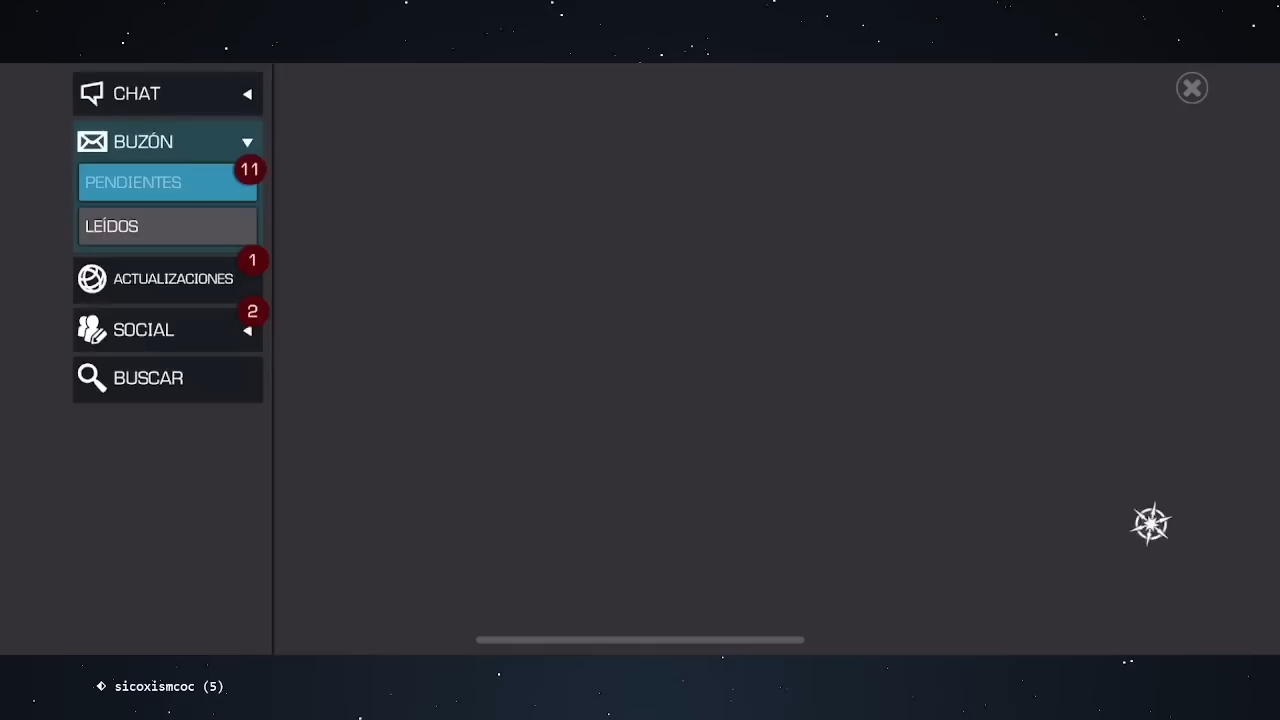 CHAT
BUZÓN
11
PENDIENTES
LEÍDOS
1
ACTUALIZACIONES
2
SOCIAL
BUSCAR
sicoxismcoc (5)